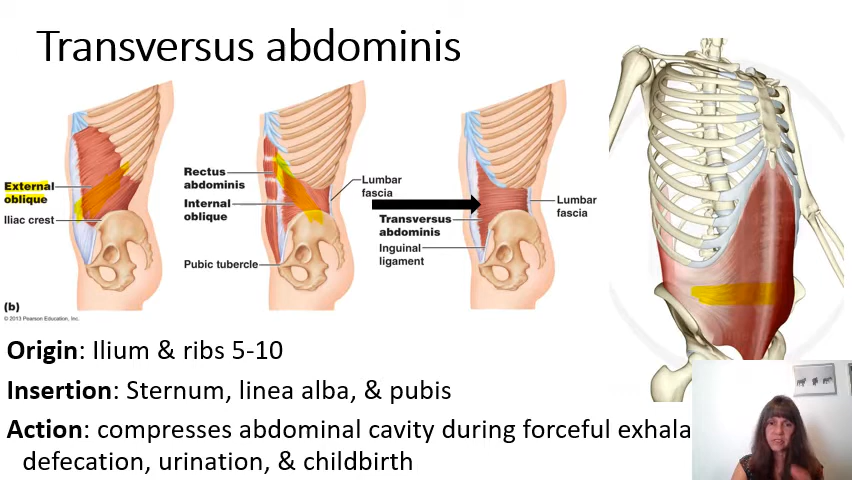 Transversus abdominis
External
oblique
Iliac crest
(b)
© 2013 Pearson Education, Inc.
Rectus
abdominis
Internal
oblique
Pubic tubercle
Lumbar
fascia
Transversus
abdominis
Inguinal
ligament
Lumbar
fascia
Origin: Ilium & ribs 5-10
Insertion: Sternum, linea alba, & pubis
Action: compresses abdominal cavity during forceful exhala
defecation, urination, & childbirth